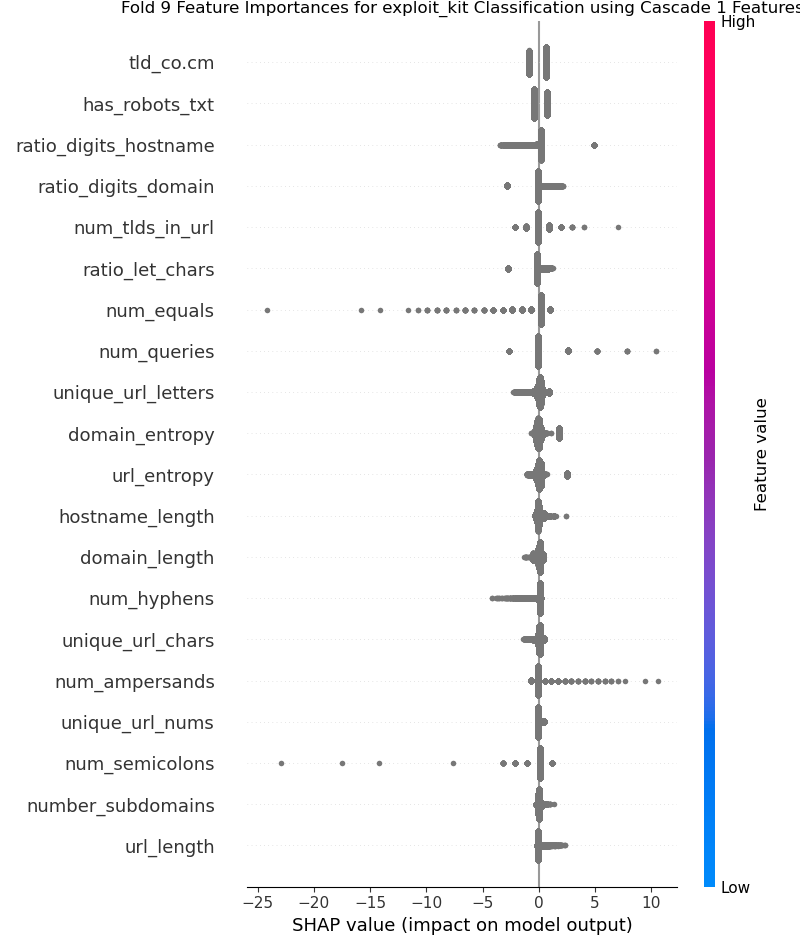 Fold 9 Feature Importances for exploit_kit Classification using Cascade 1 Features
High
tld_co.cm
has_robots_txt
ratio_digits_hostname
ratio_digits_domain
num_tlds_in_url
ratio_let_chars
num_equals
num_queries
unique_url_letters
domain_entropy
url_entropy
hostname_length
domain_length
num_hyphens
unique_url_chars
num_ampersands
unique_url_nums
num_semicolons
number_subdomains
url_length
Feature value
Low
−25 −20 −15 −10 −5 0 5 10
SHAP value (impact on model output)